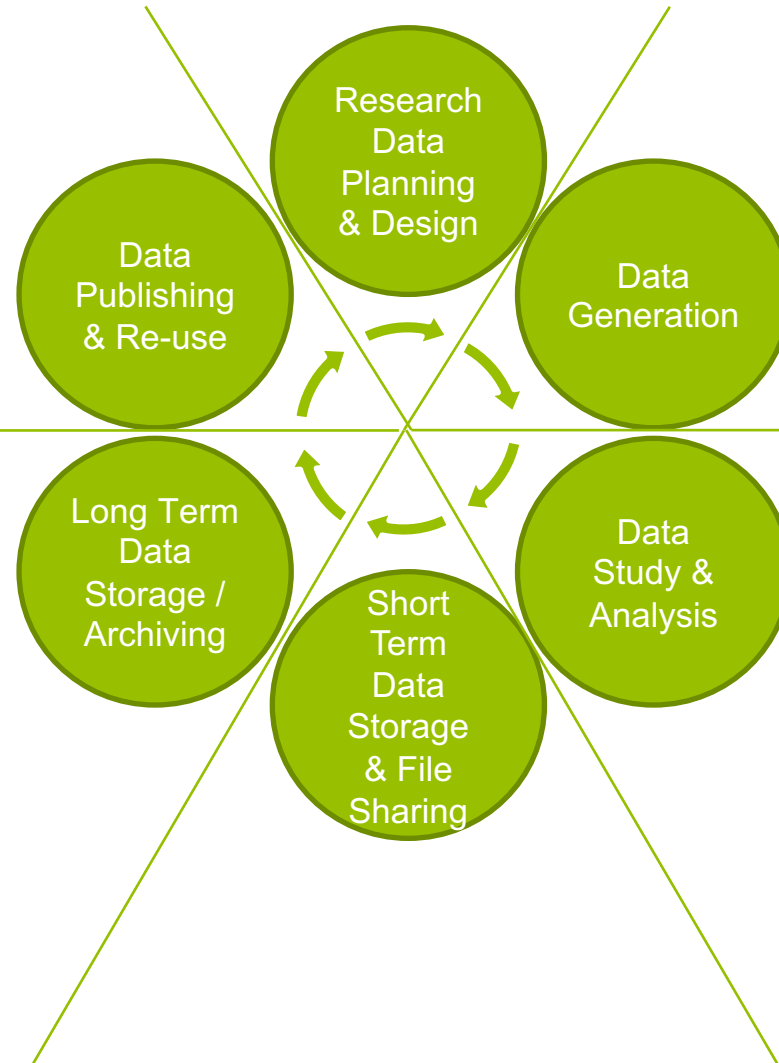 Research
Data
Planning
& Design
Data
Generation
Data
Study &
Analysis
Short
Term
Data
Storage
& File
Sharing
Long Term
Data
Storage /
Archiving
Data
Publishing
& Re-use